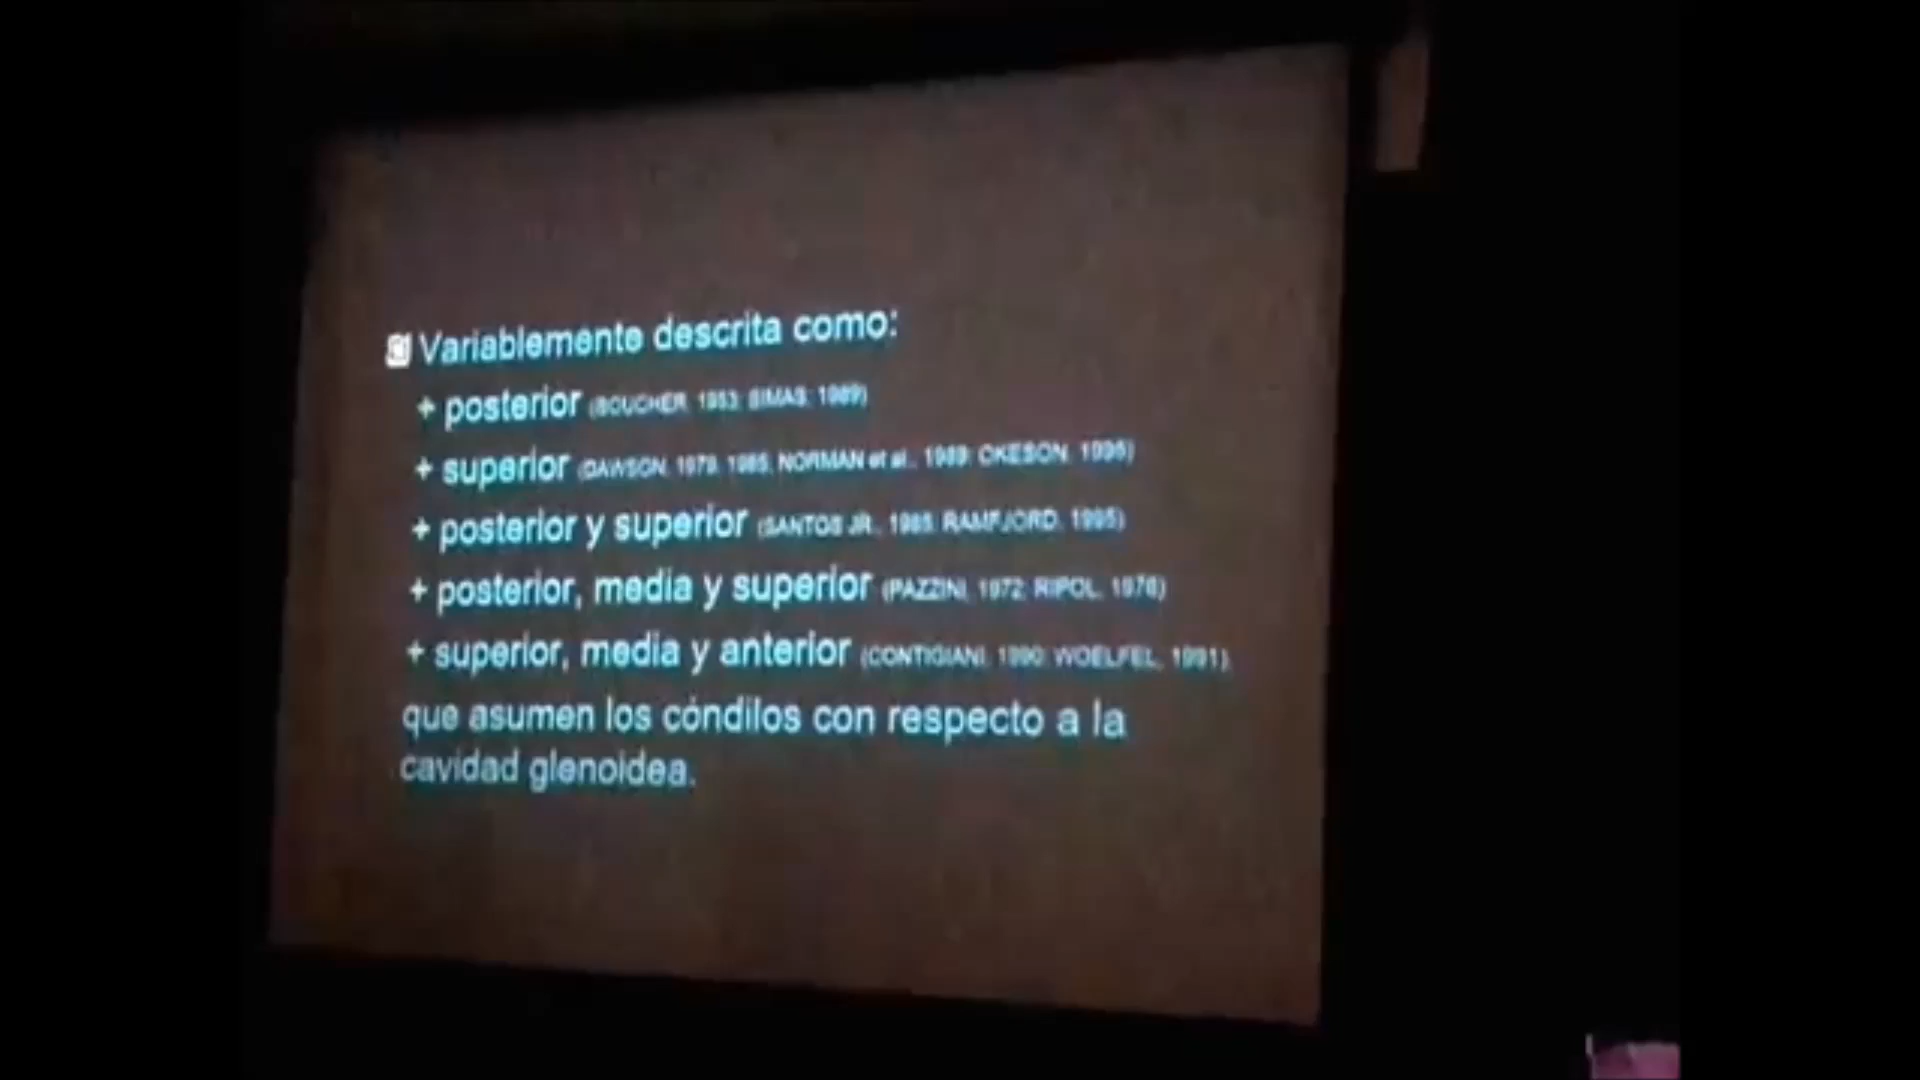 Variablemente descrita como:
+ posterior (BOUCHER, 1953; SIMAS, 1989)
+ superior (DAWSON, 1979, 1985; NORMAN et al., 1989; OKESON, 1995)
+ posterior y superior (SANTOS JR., RAMFJORD, 1995)
+ posterior, media y superior (PAZZINI, 1972; RIPOL, 1976)
+ superior, media y anterior (CONTIGIANI, 1990; WOELFEL, 1991),
que asumen los cóndilos con respecto a la
cavidad glenoidea.